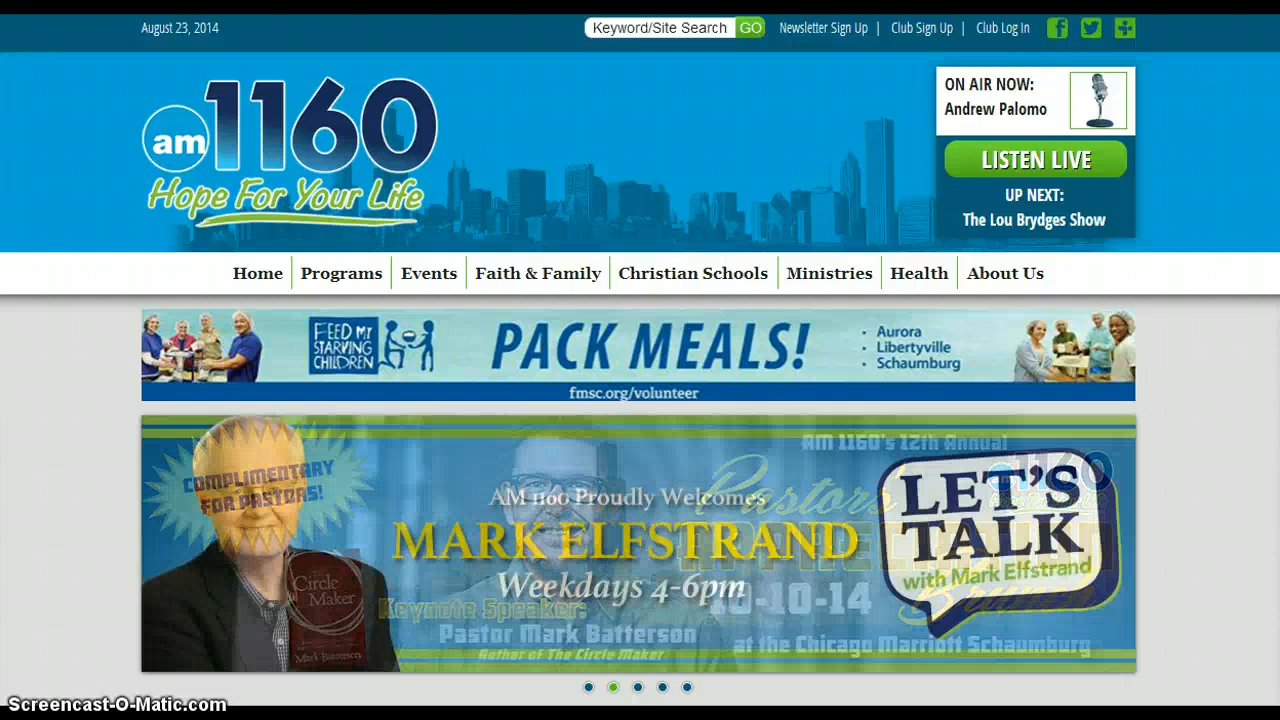 August 23, 2014
Keyword/Site Search GO Newsletter Sign Up | Club Sign Up | Club Log In
am1160
Hope For Your Life
ON AIR NOW:
Andrew Palomo
LISTEN LIVE
UP NEXT:
The Lou Brydges Show
Home Programs Events Faith & Family Christian Schools Ministries Health About Us
FEED MY
STARVING
CHILDREN
PACK MEALS!
• Aurora
• Libertyville
• Schaumburg
fmsc.org/volunteer
COMPLIMENTARY
FOR PASTORS!
AM 1160 Proudly Welcomes
MARK ELFSTRAND
Weekdays 4-6pm
AM 1160's 12th Annual
Pastors
APPRECIATION
Brunch
10-10-14
at the Chicago Marriott Schaumburg
LET'S
TALK
with Mark Elfstrand
1160
The
Circle
Maker
Mark Batterson
Keynote Speaker:
Pastor Mark Batterson
Author of The Circle Maker
Screencast-O-Matic.com